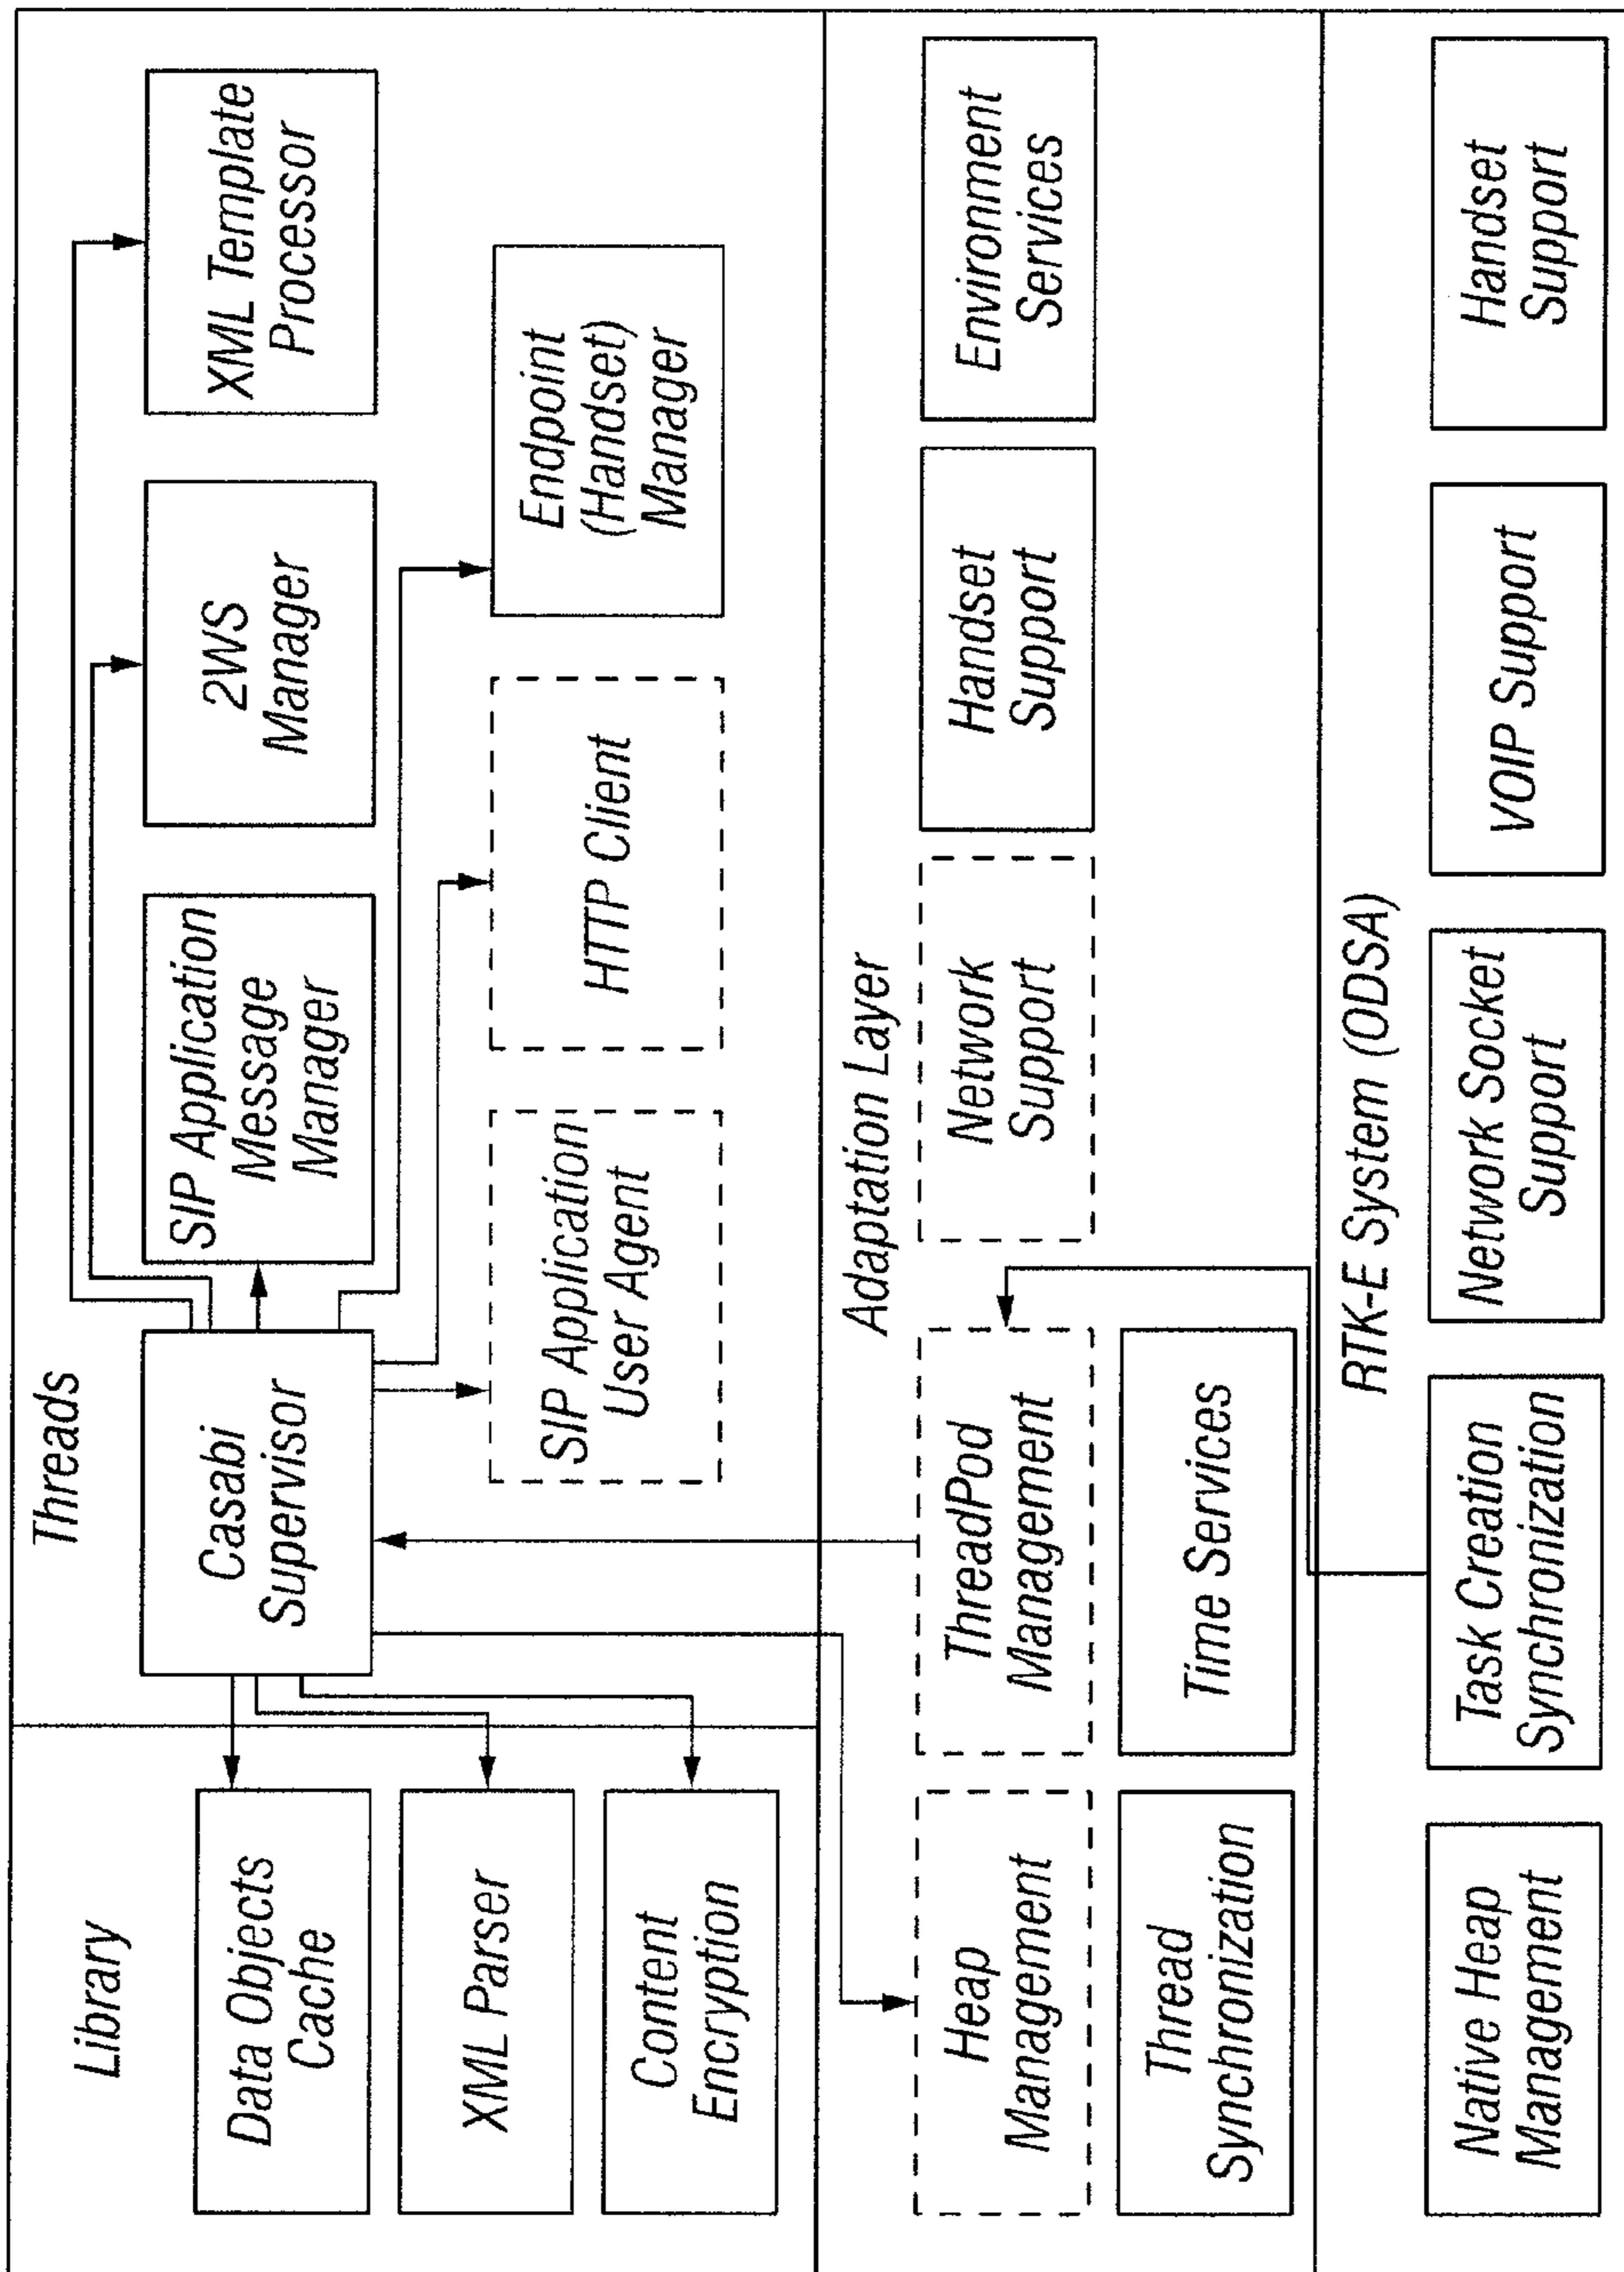 Library
Data Objects
Cache
XML Parser
Content
Encryption
Threads
Casabi
Supervisor
SIP Application
Message
Manager
2WS
Manager
XML Template
Processor
SIP Application
User Agent
HTTP Client
Endpoint
(Handset)
Manager
Adaptation Layer
Heap
Management
ThreadPod
Management
Network
Support
Handset
Support
Environment
Services
Thread
Synchronization
Time Services
RTK-E System (ODSA)
Native Heap
Management
Task Creation
Synchronization
Network Socket
Support
VOIP Support
Handset
Support